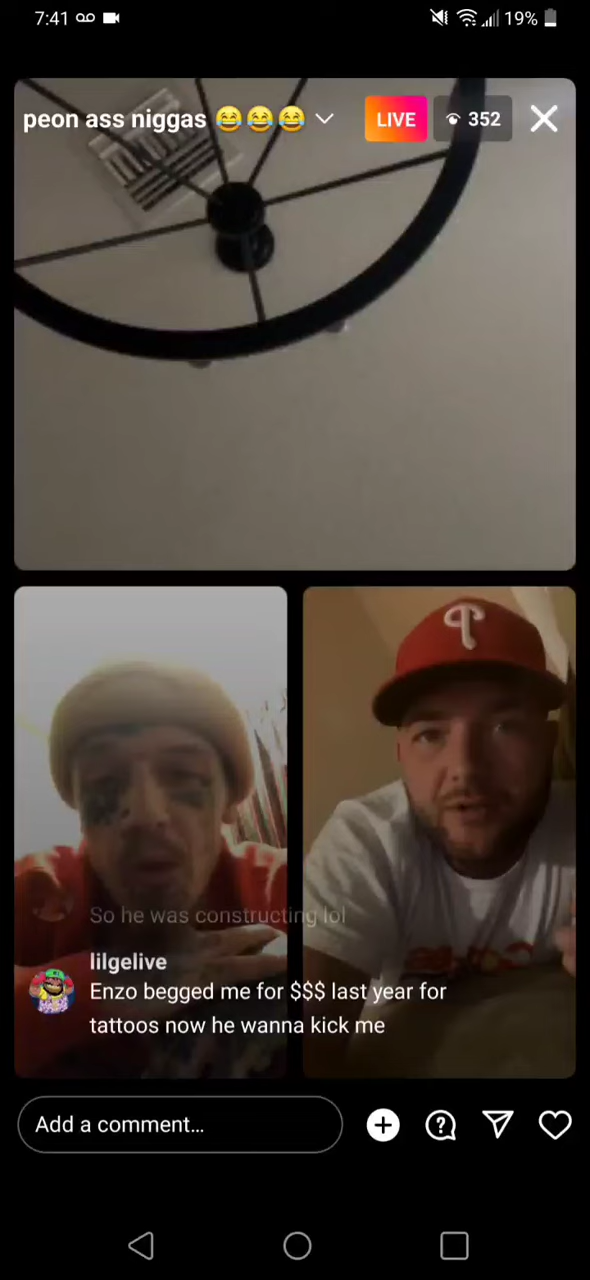 7:41
19%
peon ass niggas 😂😂😂
LIVE
352
P
So he was constructing lol
lilgelive
Enzo begged me for $$$ last year for
tattoos now he wanna kick me
Add a comment...